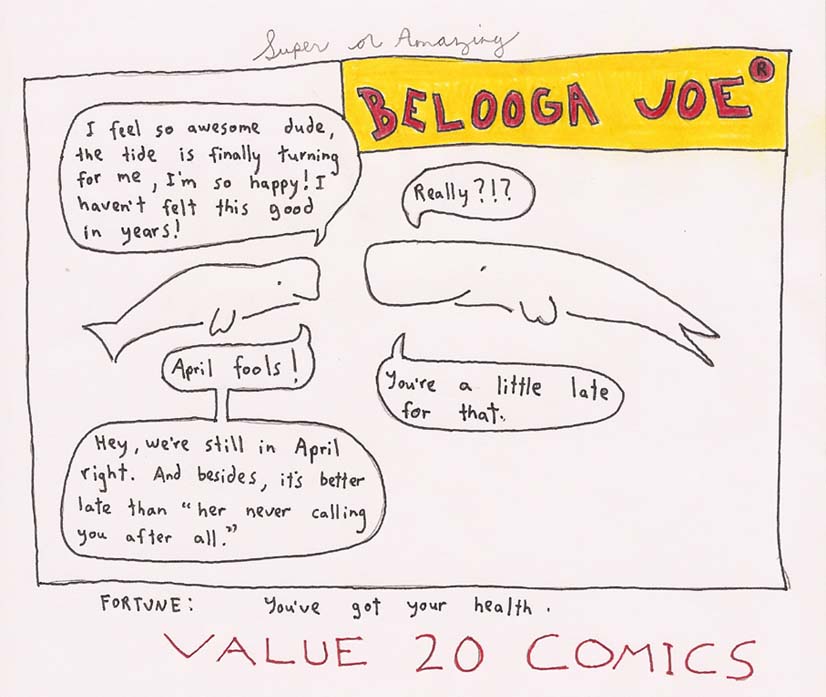 Super or Amazing
BELOOGA JOE ®
I feel so awesome dude,
the tide is finally turning
for me, I'm so happy! I
haven't felt this good
in years!
Really?!?
April fools!
You're a little late
for that.
Hey, we're still in April
right. And besides, it's better
late than "her never calling
you after all."
FORTUNE: You've got your health.
VALUE 20 COMICS